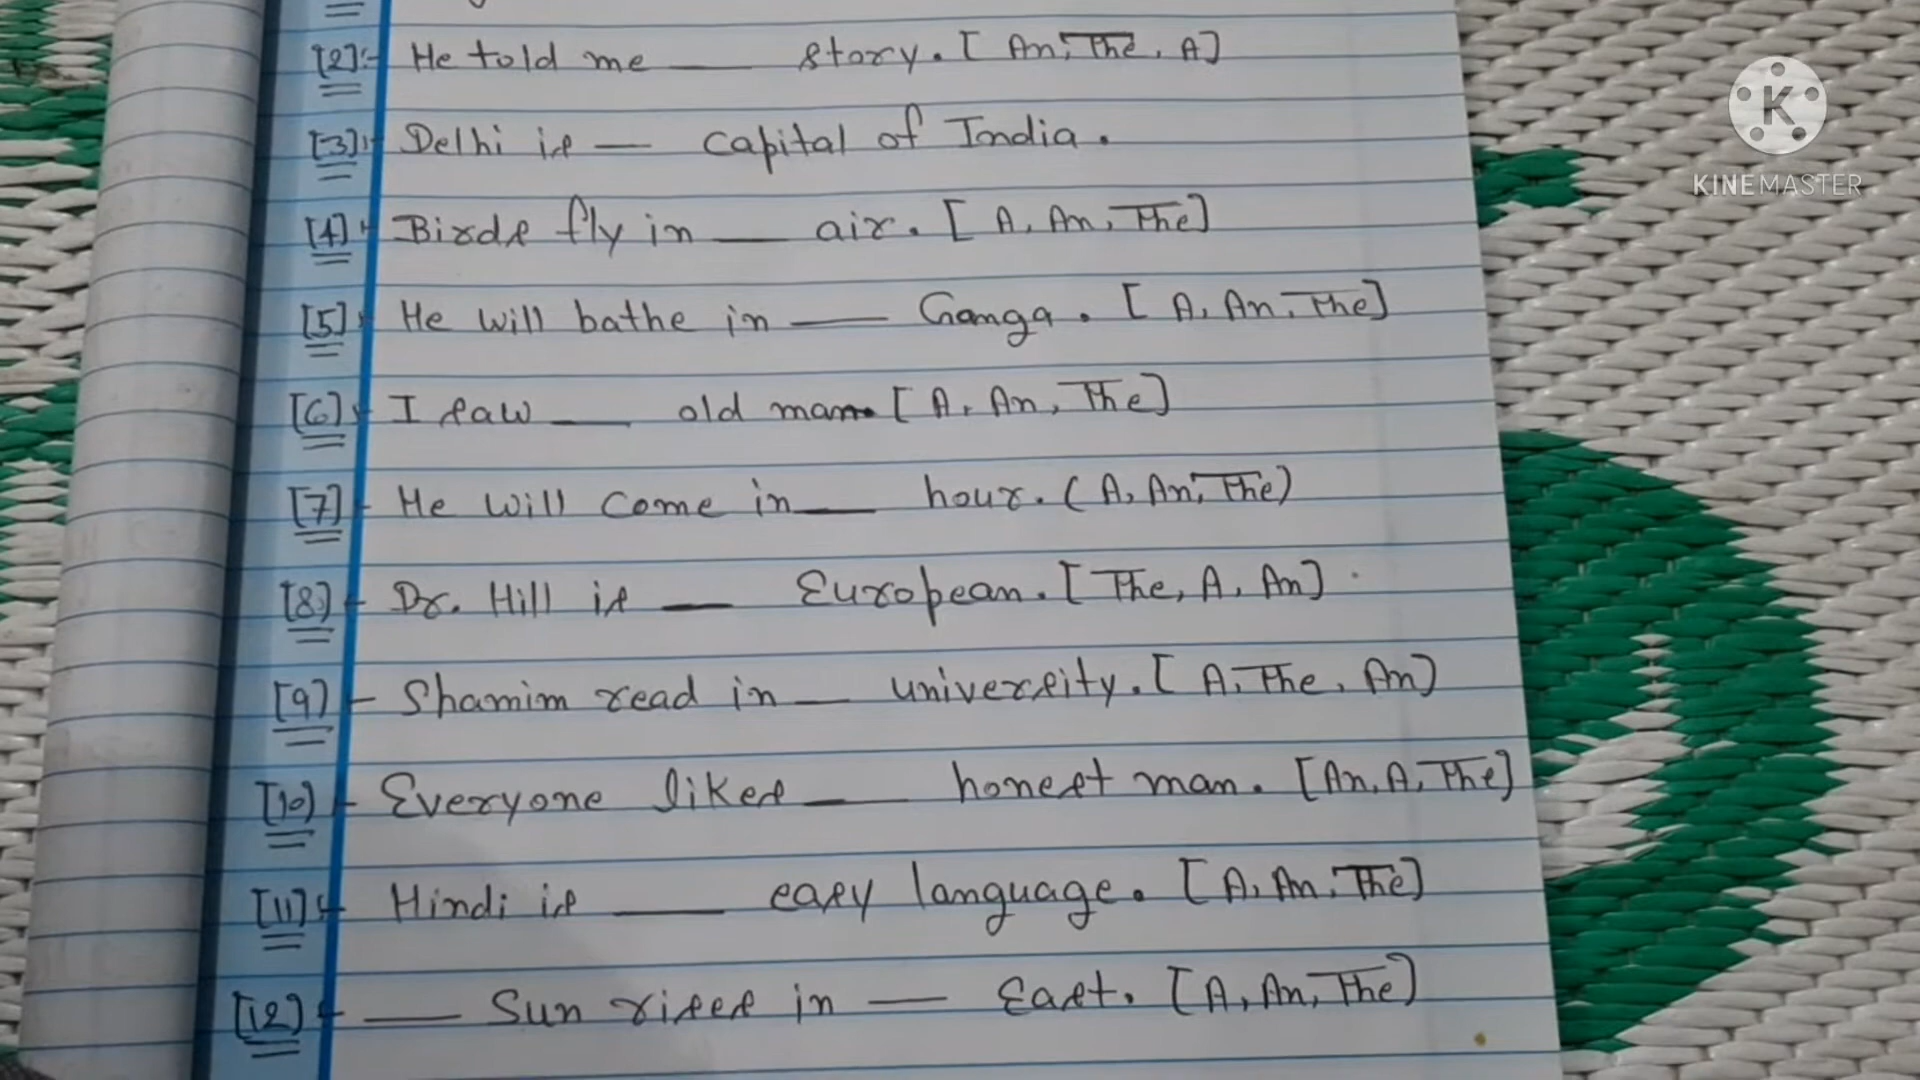 [2]:- He told me ___ story. [An, The, A]
[3]:- Delhi is ___ capital of India.
[4]:- Birds fly in ___ air. [A, An, The]
[5]:- He will bathe in ___ Ganga. [A, An, The]
[6]:- I saw ___ old man. [A, An, The]
[7]- He will come in ___ hour. (A, An, The)
[8]- Dr. Hill is ___ European. [The, A, An]
[9]- Shamim read in ___ university. [A, The, An)
[10]- Everyone likes ___ honest man. [An, A, The]
[11]:- Hindi is ___ easy language. [A, An, The]
[12]:- ___ Sun rises in ___ East. [A, An, The]
K
KINEMASTER